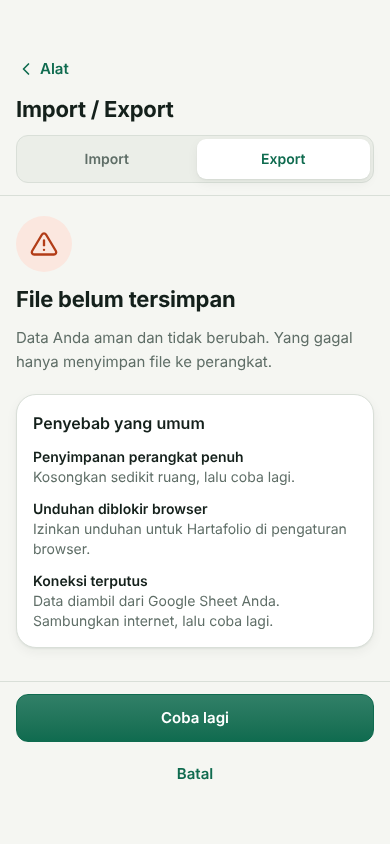 Alat
Import / Export
Import
Export
File belum tersimpan
Data Anda aman dan tidak berubah. Yang gagal
hanya menyimpan file ke perangkat.
Penyebab yang umum
Penyimpanan perangkat penuh
Kosongkan sedikit ruang, lalu coba lagi.
Unduhan diblokir browser
Izinkan unduhan untuk Hartafolio di pengaturan
browser.
Koneksi terputus
Data diambil dari Google Sheet Anda.
Sambungkan internet, lalu coba lagi.
Coba lagi
Batal